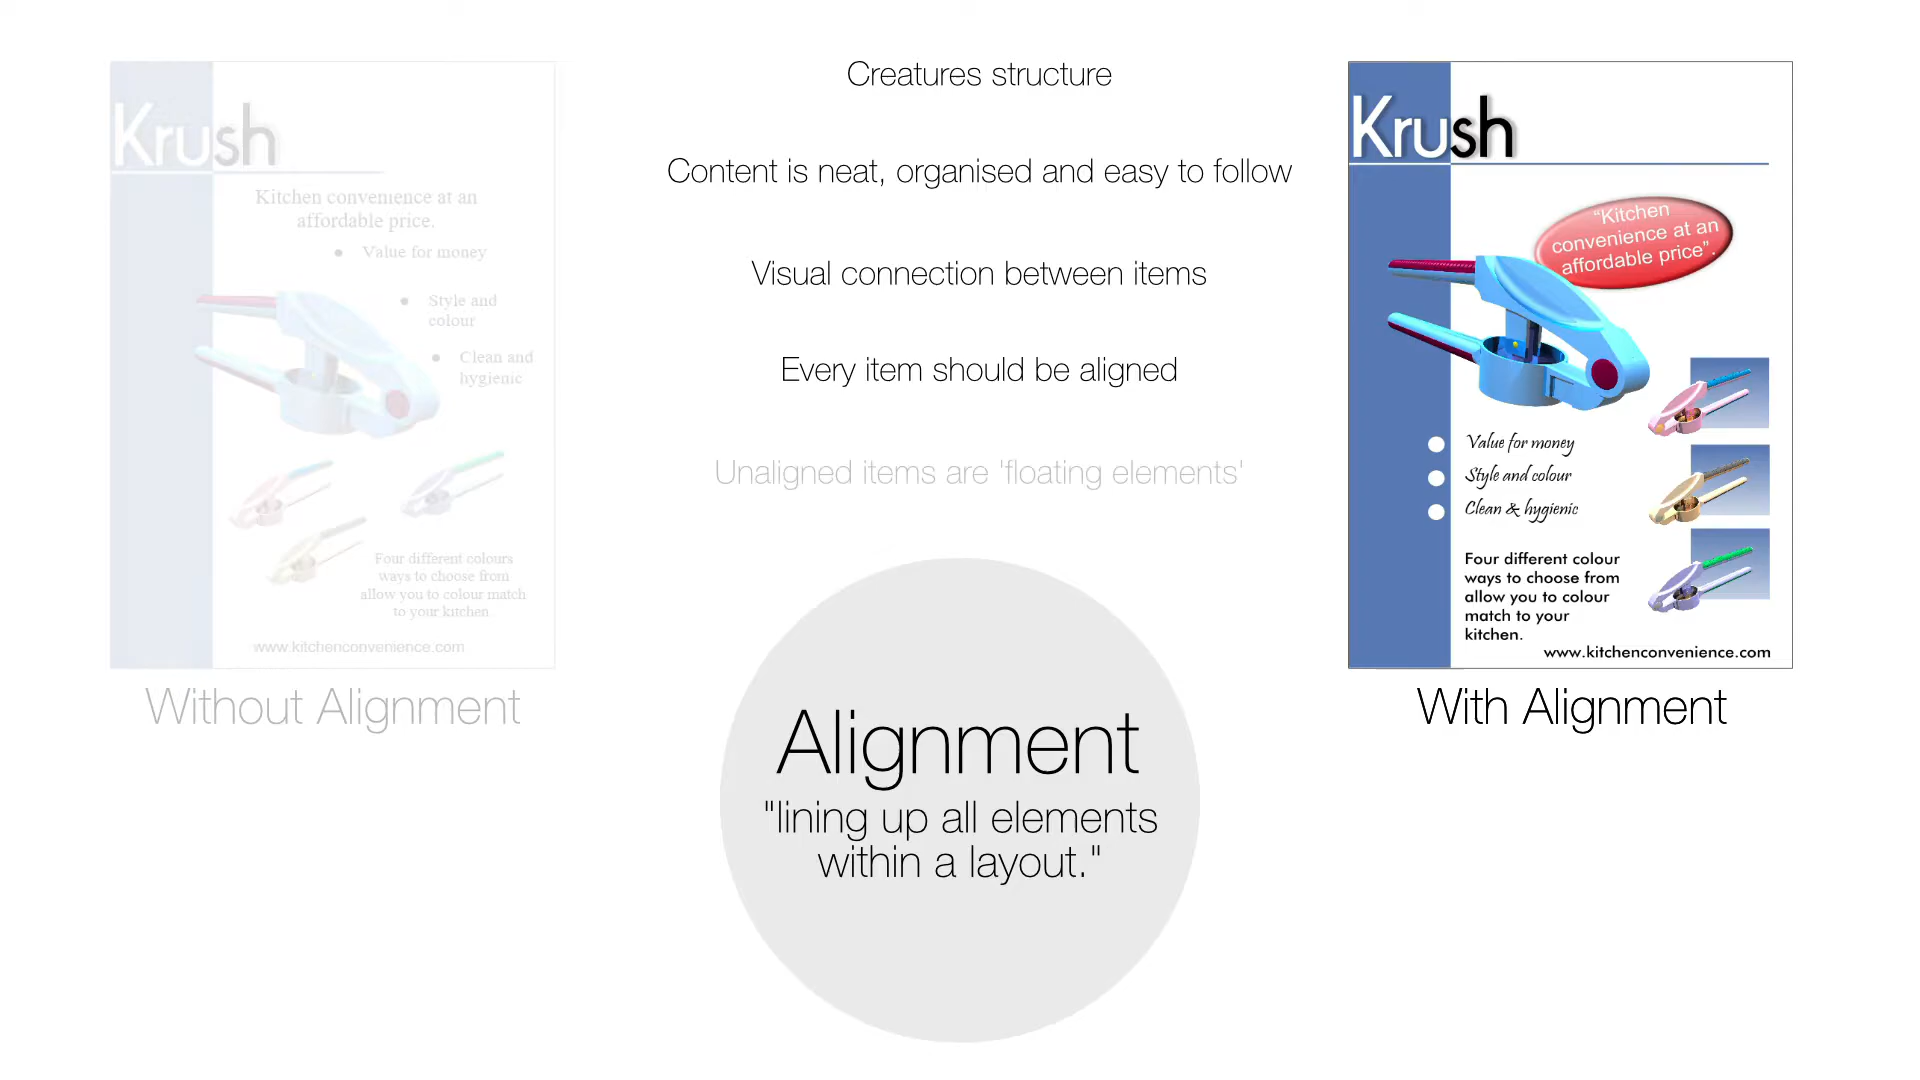 Krush
Kitchen convenience at an
affordable price.
● Value for money
● Style and
colour
● Clean and
hygienic
Four different colours
ways to choose from
allow you to colour match
to your kitchen.
www.kitchenconvenience.com
Without Alignment
Creatures structure
Content is neat, organised and easy to follow
Visual connection between items
Every item should be aligned
Unaligned items are 'floating elements'
Alignment
"lining up all elements
within a layout."
Krush
“Kitchen
convenience at an
affordable price”.
Value for money
Style and colour
Clean & hygienic
Four different colour
ways to choose from
allow you to colour
match to your
kitchen.
www.kitchenconvenience.com
With Alignment